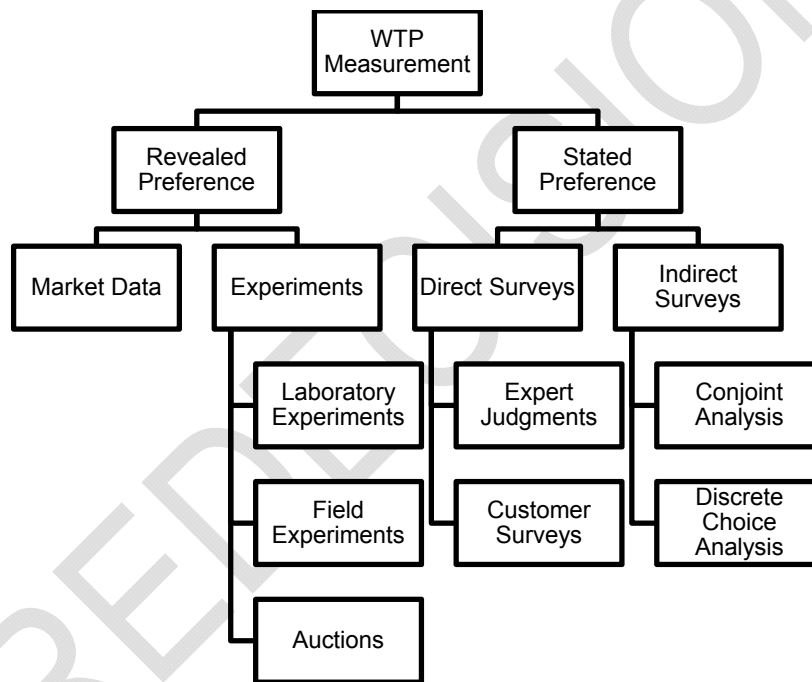 WTP
Measurement
Revealed
Preference
Stated
Preference
Market Data
Experiments
Direct Surveys
Indirect
Surveys
Laboratory
Experiments
Expert
Judgments
Conjoint
Analysis
Field
Experiments
Customer
Surveys
Discrete
Choice
Analysis
Auctions